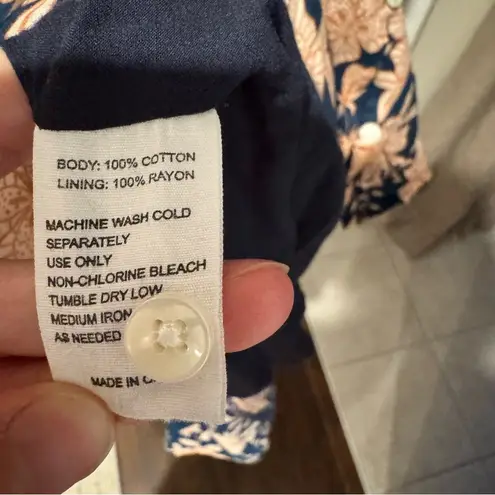 BODY: 100% COTTON
LINING: 100% RAYON
MACHINE WASH COLD
SEPARATELY
USE ONLY
NON-CHLORINE BLEACH
TUMBLE DRY LOW
MEDIUM IRON
AS NEEDED
MADE IN